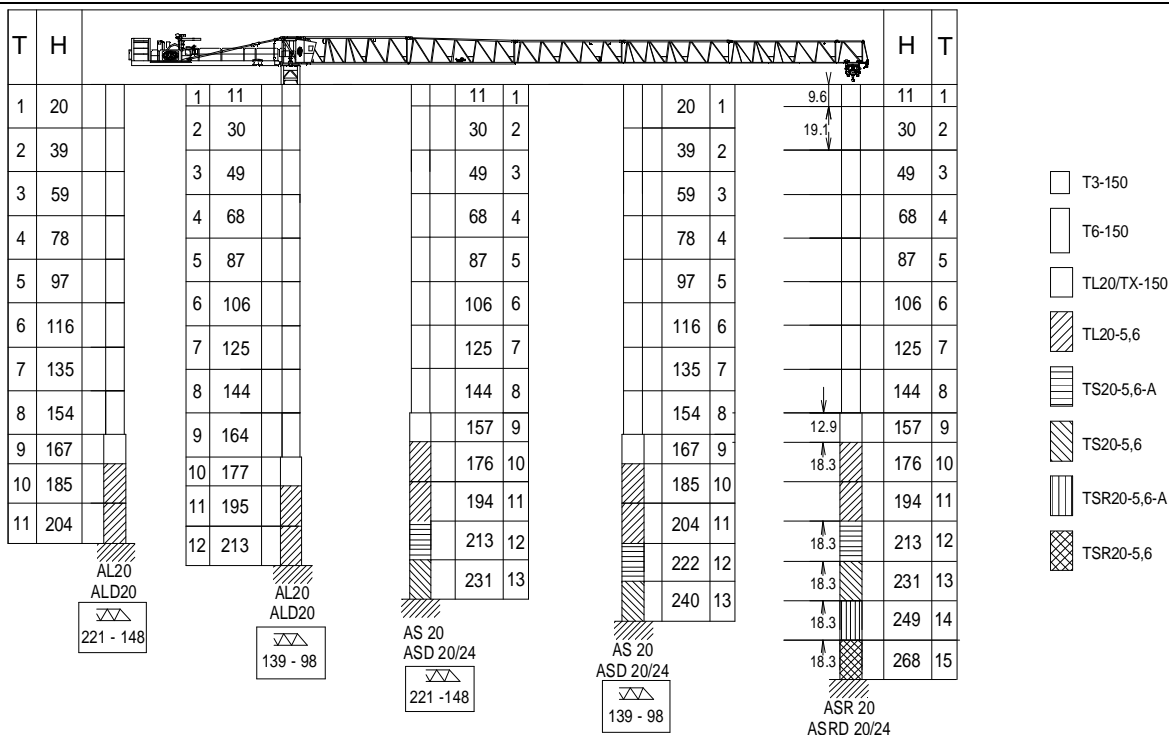 T H H T
1 20
2 39
3 59
4 78
5 97
6 116
7 135
8 154
9 167
10 185
11 204
AL20
ALD20
221 - 148
1 11
2 30
3 49
4 68
5 87
6 106
7 125
8 144
9 164
10 177
11 195
12 213
AL20
ALD20
139 - 98
11 1
30 2
49 3
68 4
87 5
106 6
125 7
144 8
157 9
176 10
194 11
213 12
231 13
AS 20
ASD 20/24
221 -148
20 1
39 2
59 3
78 4
97 5
116 6
135 7
154 8
167 9
185 10
204 11
222 12
240 13
AS 20
ASD 20/24
139 - 98
9.6 11 1
19.1 30 2
49 3
68 4
87 5
106 6
125 7
144 8
12.9 157 9
18.3 176 10
194 11
18.3 213 12
18.3 231 13
18.3 249 14
18.3 268 15
ASR 20
ASRD 20/24
T3-150
T6-150
TL20/TX-150
TL20-5,6
TS20-5,6-A
TS20-5,6
TSR20-5,6-A
TSR20-5,6